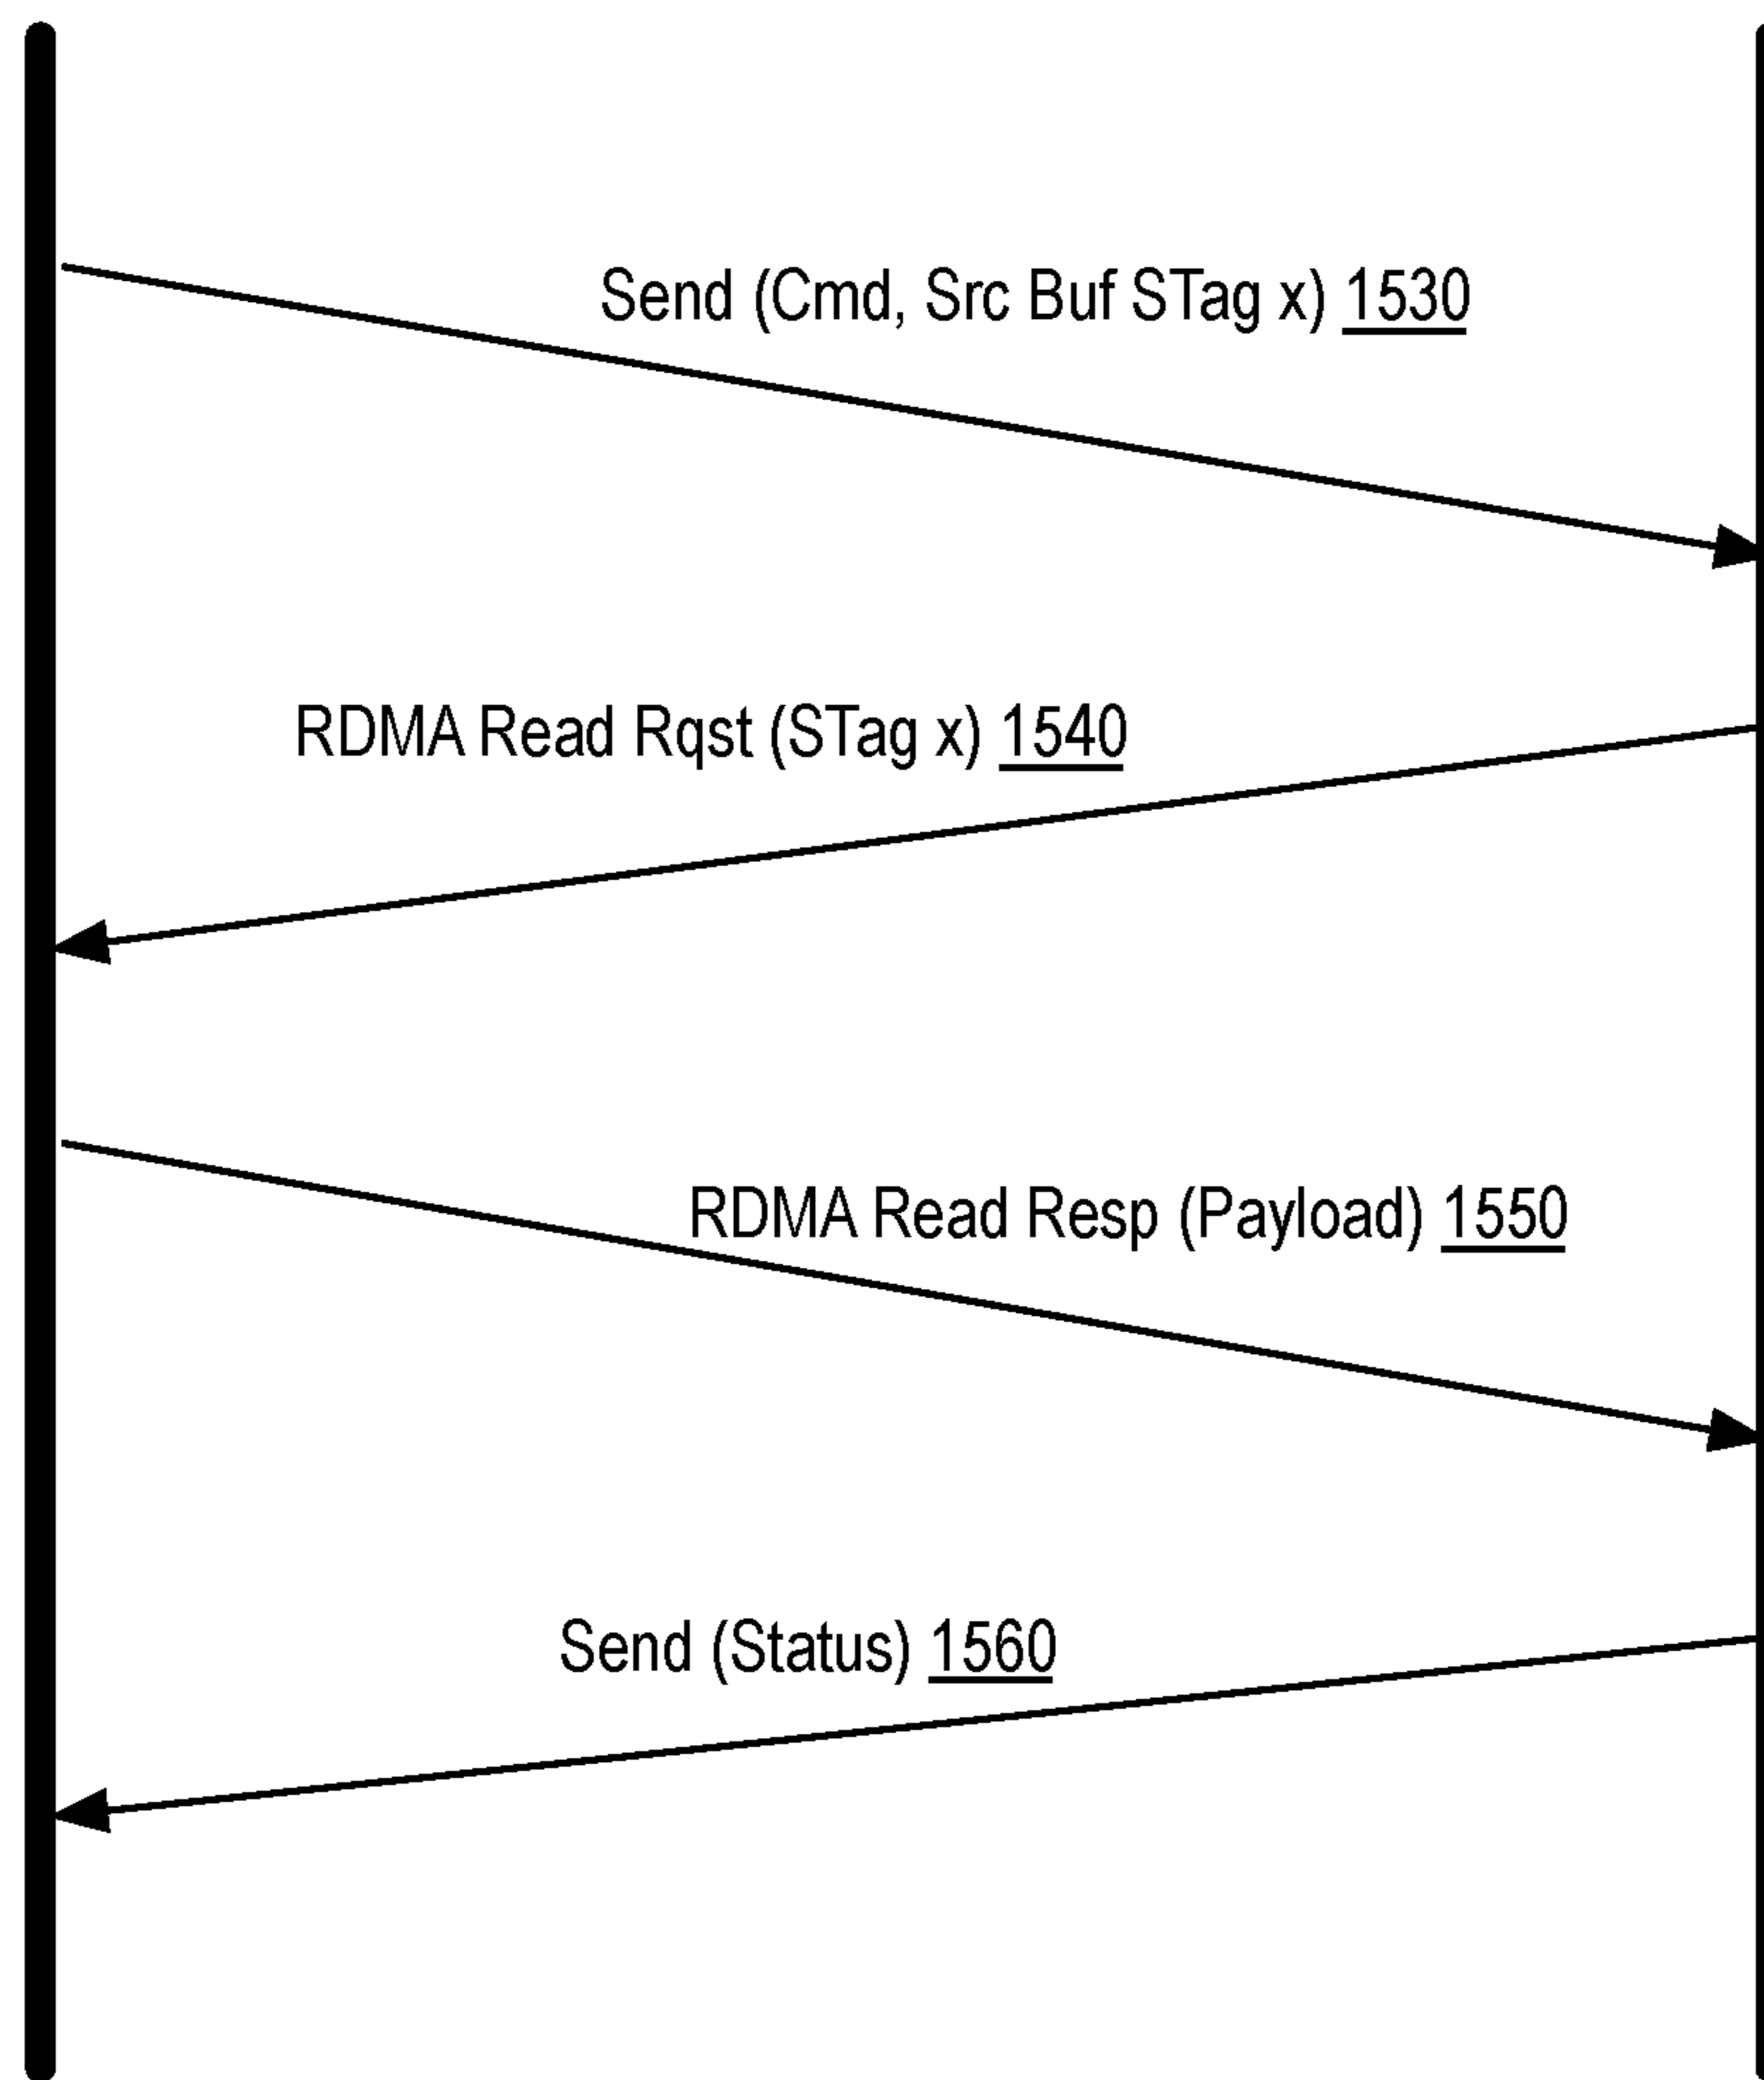 Send (Cmd, Src Buf STag x) 1530
RDMA Read Rqst (STag x) 1540
RDMA Read Resp (Payload) 1550
Send (Status) 1560